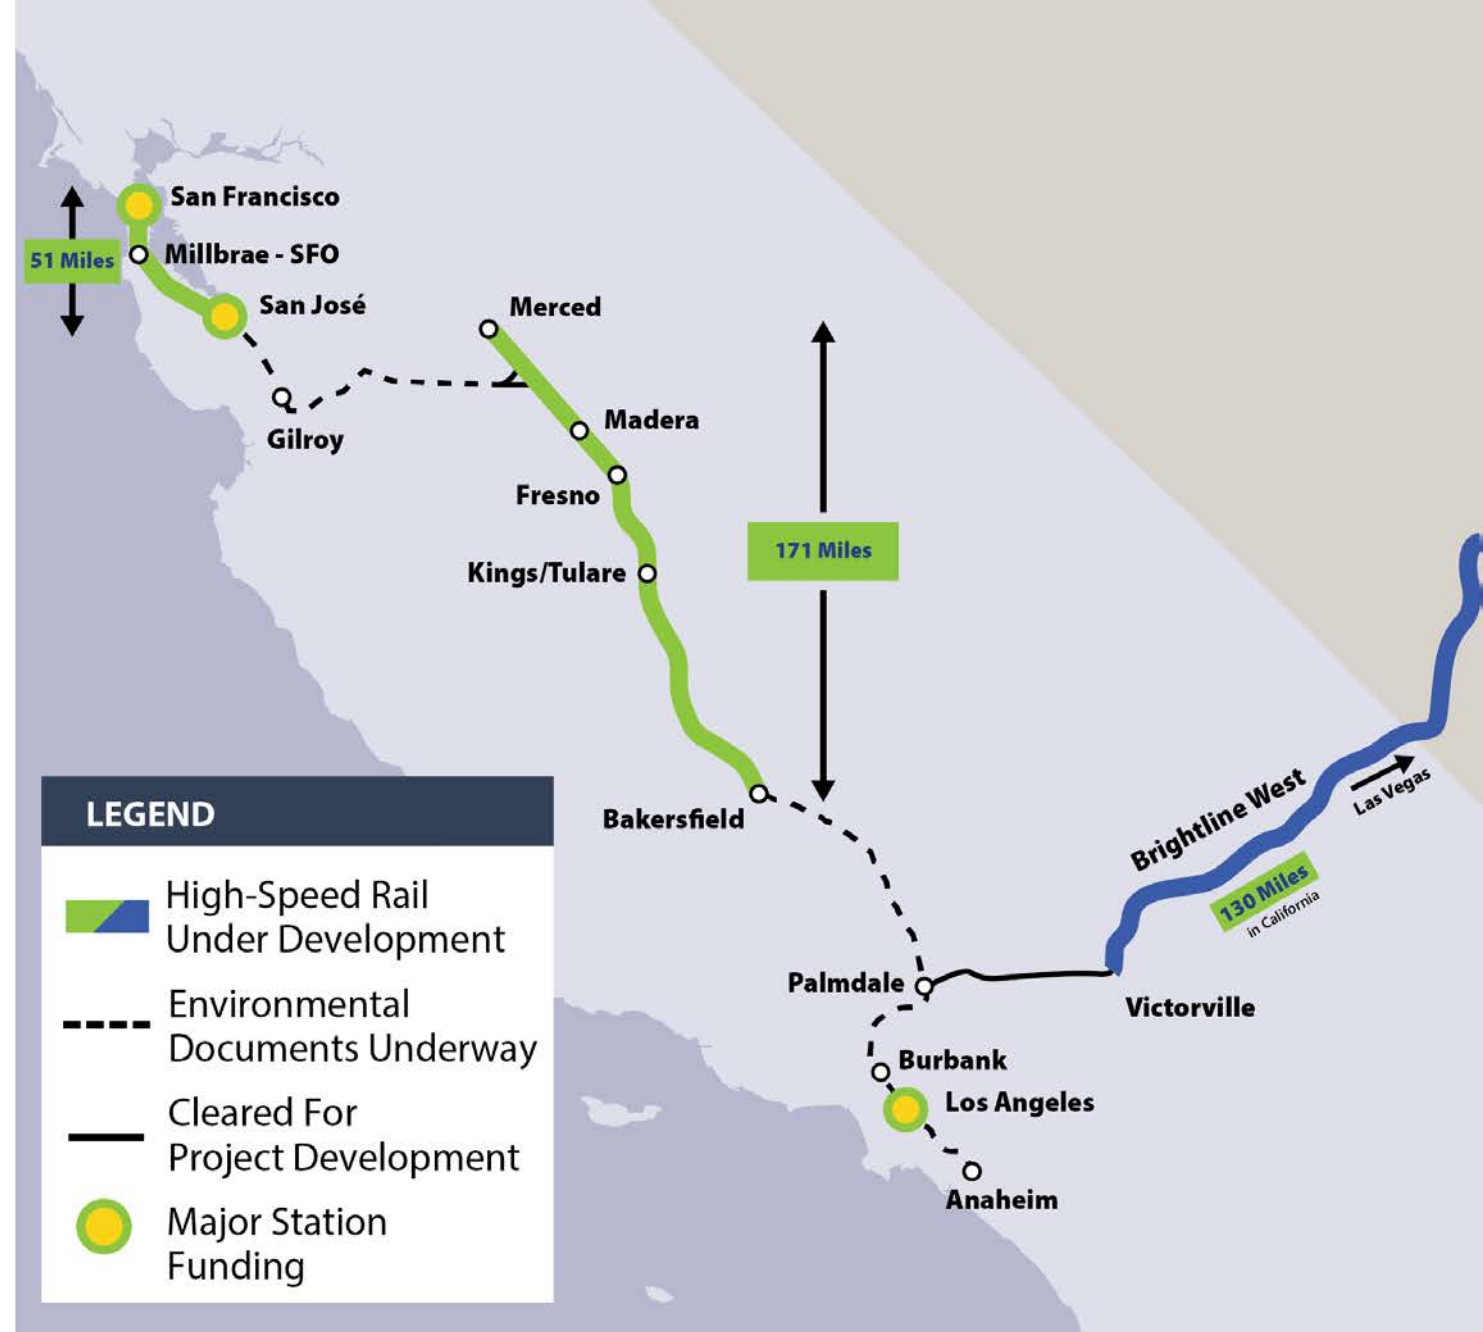 San Francisco
51 Miles
Millbrae - SFO
San José
Merced
Gilroy
Madera
Fresno
171 Miles
Kings/Tulare
Bakersfield
Brightline West
Las Vegas
130 Miles
in California
Palmdale
Victorville
Burbank
Los Angeles
Anaheim
LEGEND
High-Speed Rail
Under Development
Environmental
Documents Underway
Cleared For
Project Development
Major Station
Funding